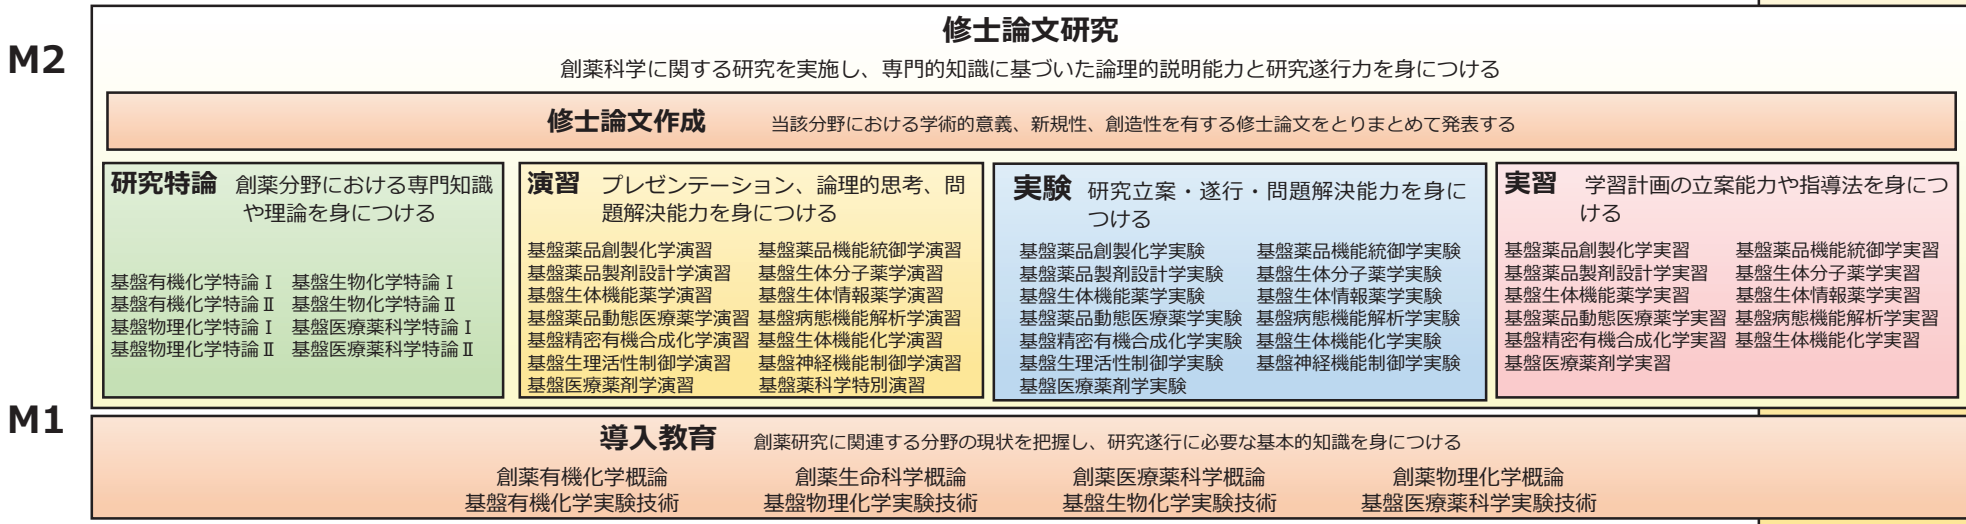 M2
修士論文研究
創薬科学に関する研究を実施し、専門的知識に基づいた論理的説明能力と研究遂行力を身につける
修士論文作成 当該分野における学術的意義、新規性、創造性を有する修士論文をとりまとめて発表する
研究特論 創薬分野における専門知識
や理論を身につける
基盤有機化学特論Ⅰ 基盤生物化学特論Ⅰ
基盤有機化学特論Ⅱ 基盤生物化学特論Ⅱ
基盤物理化学特論Ⅰ 基盤医療薬科学特論Ⅰ
基盤物理化学特論Ⅱ 基盤医療薬科学特論Ⅱ
演習 プレゼンテーション、論理的思考、問
題解決能力を身につける
基盤薬品創製化学演習 基盤薬品機能統御学演習
基盤薬品製剤設計学演習 基盤生体分子薬学演習
基盤生体機能薬学演習 基盤生体情報薬学演習
基盤薬品動態医療薬学演習 基盤病態機能解析学演習
基盤精密有機合成化学演習 基盤生体機能化学演習
基盤生理活性制御学演習 基盤神経機能制御学演習
基盤医療薬剤学演習 基盤薬科学特別演習
実験 研究立案・遂行・問題解決能力を身に
つける
基盤薬品創製化学実験 基盤薬品機能統御学実験
基盤薬品製剤設計学実験 基盤生体分子薬学実験
基盤生体機能薬学実験 基盤生体情報薬学実験
基盤薬品動態医療薬学実験 基盤病態機能解析学実験
基盤精密有機合成化学実験 基盤生体機能化学実験
基盤生理活性制御学実験 基盤神経機能制御学実験
基盤医療薬剤学実験
実習 学習計画の立案能力や指導法を身につ
ける
基盤薬品創製化学実習 基盤薬品機能統御学実習
基盤薬品製剤設計学実習 基盤生体分子薬学実習
基盤生体機能薬学実習 基盤生体情報薬学実習
基盤薬品動態医療薬学実習 基盤病態機能解析学実習
基盤精密有機合成化学実習 基盤生体機能化学実習
基盤医療薬剤学実習
M1
導入教育 創薬研究に関連する分野の現状を把握し、研究遂行に必要な基本的知識を身につける
創薬有機化学概論 創薬生命科学概論 創薬医療薬科学概論 創薬物理化学概論
基盤有機化学実験技術 基盤物理化学実験技術 基盤生物化学実験技術 基盤医療薬科学実験技術